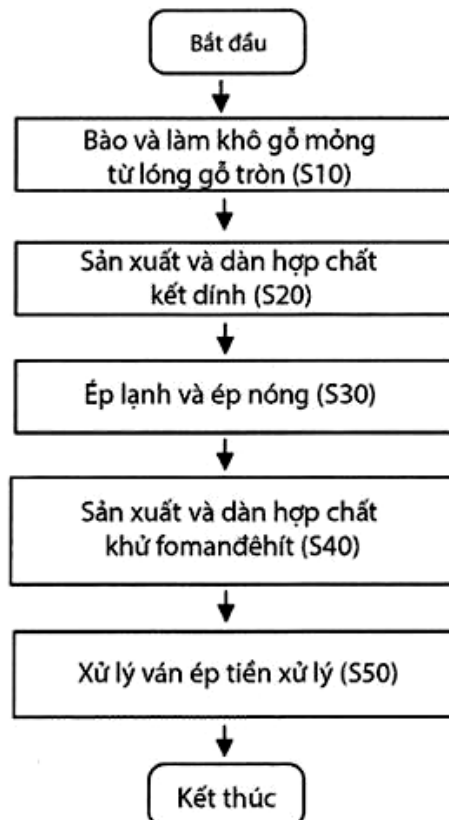 Bắt đầu
Bào và làm khô gỗ mỏng
từ lóng gỗ tròn (S10)
Sản xuất và dàn hợp chất
kết dính (S20)
Ép lạnh và ép nóng (S30)
Sản xuất và dàn hợp chất
khử fomanđêhít (S40)
Xử lý ván ép tiền xử lý (S50)
Kết thúc